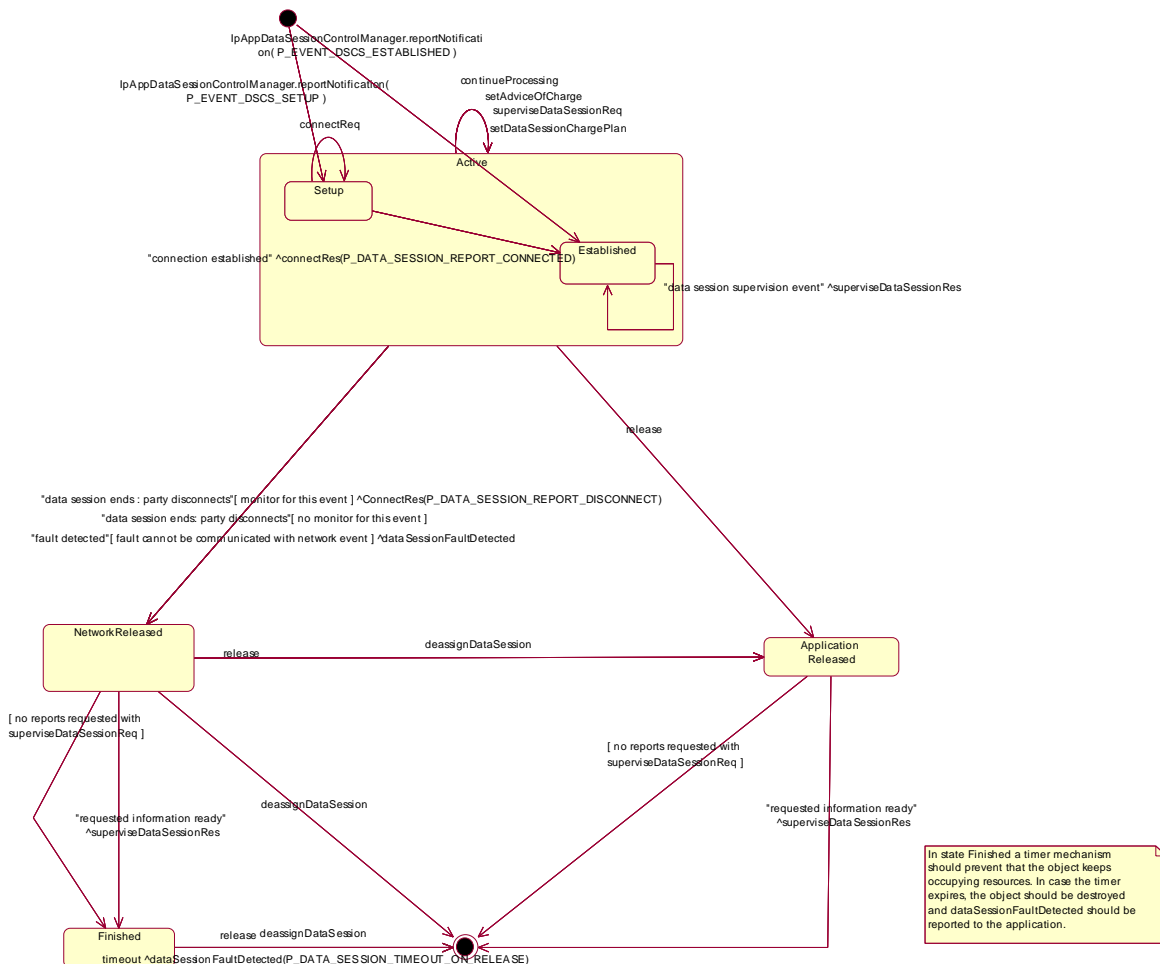 IpAppDataSessionControlManager.reportNotificati
on( P_EVENT_DSCS_ESTABLISHED )
IpAppDataSessionControlManager.reportNotification(
P_EVENT_DSCS_SETUP )
continueProcessing
setAdviceOfCharge
superviseDataSessionReq
setDataSessionChargePlan
connectReq
Active
Setup
Established
"connection established" ^connectRes(P_DATA_SESSION_REPORT_CONNECTED)
"data session supervision event" ^superviseDataSessionRes
release
"data session ends : party disconnects"[ monitor for this event ] ^ConnectRes(P_DATA_SESSION_REPORT_DISCONNECT)
"data session ends: party disconnects"[ no monitor for this event ]
"fault detected"[ fault cannot be communicated with network event ] ^dataSessionFaultDetected
NetworkReleased
release
deassignDataSession
Application
Released
[ no reports requested with
superviseDataSessionReq ]
[ no reports requested with
superviseDataSessionReq ]
"requested information ready"
^superviseDataSessionRes
deassignDataSession
"requested information ready"
^superviseDataSessionRes
In state Finished a timer mechanism
should prevent that the object keeps
occupying resources. In case the timer
expires, the object should be destroyed
and dataSessionFaultDetected should be
reported to the application.
Finished
release
deassignDataSession
timeout ^dataSessionFaultDetected(P_DATA_SESSION_TIMEOUT_ON_RELEASE)